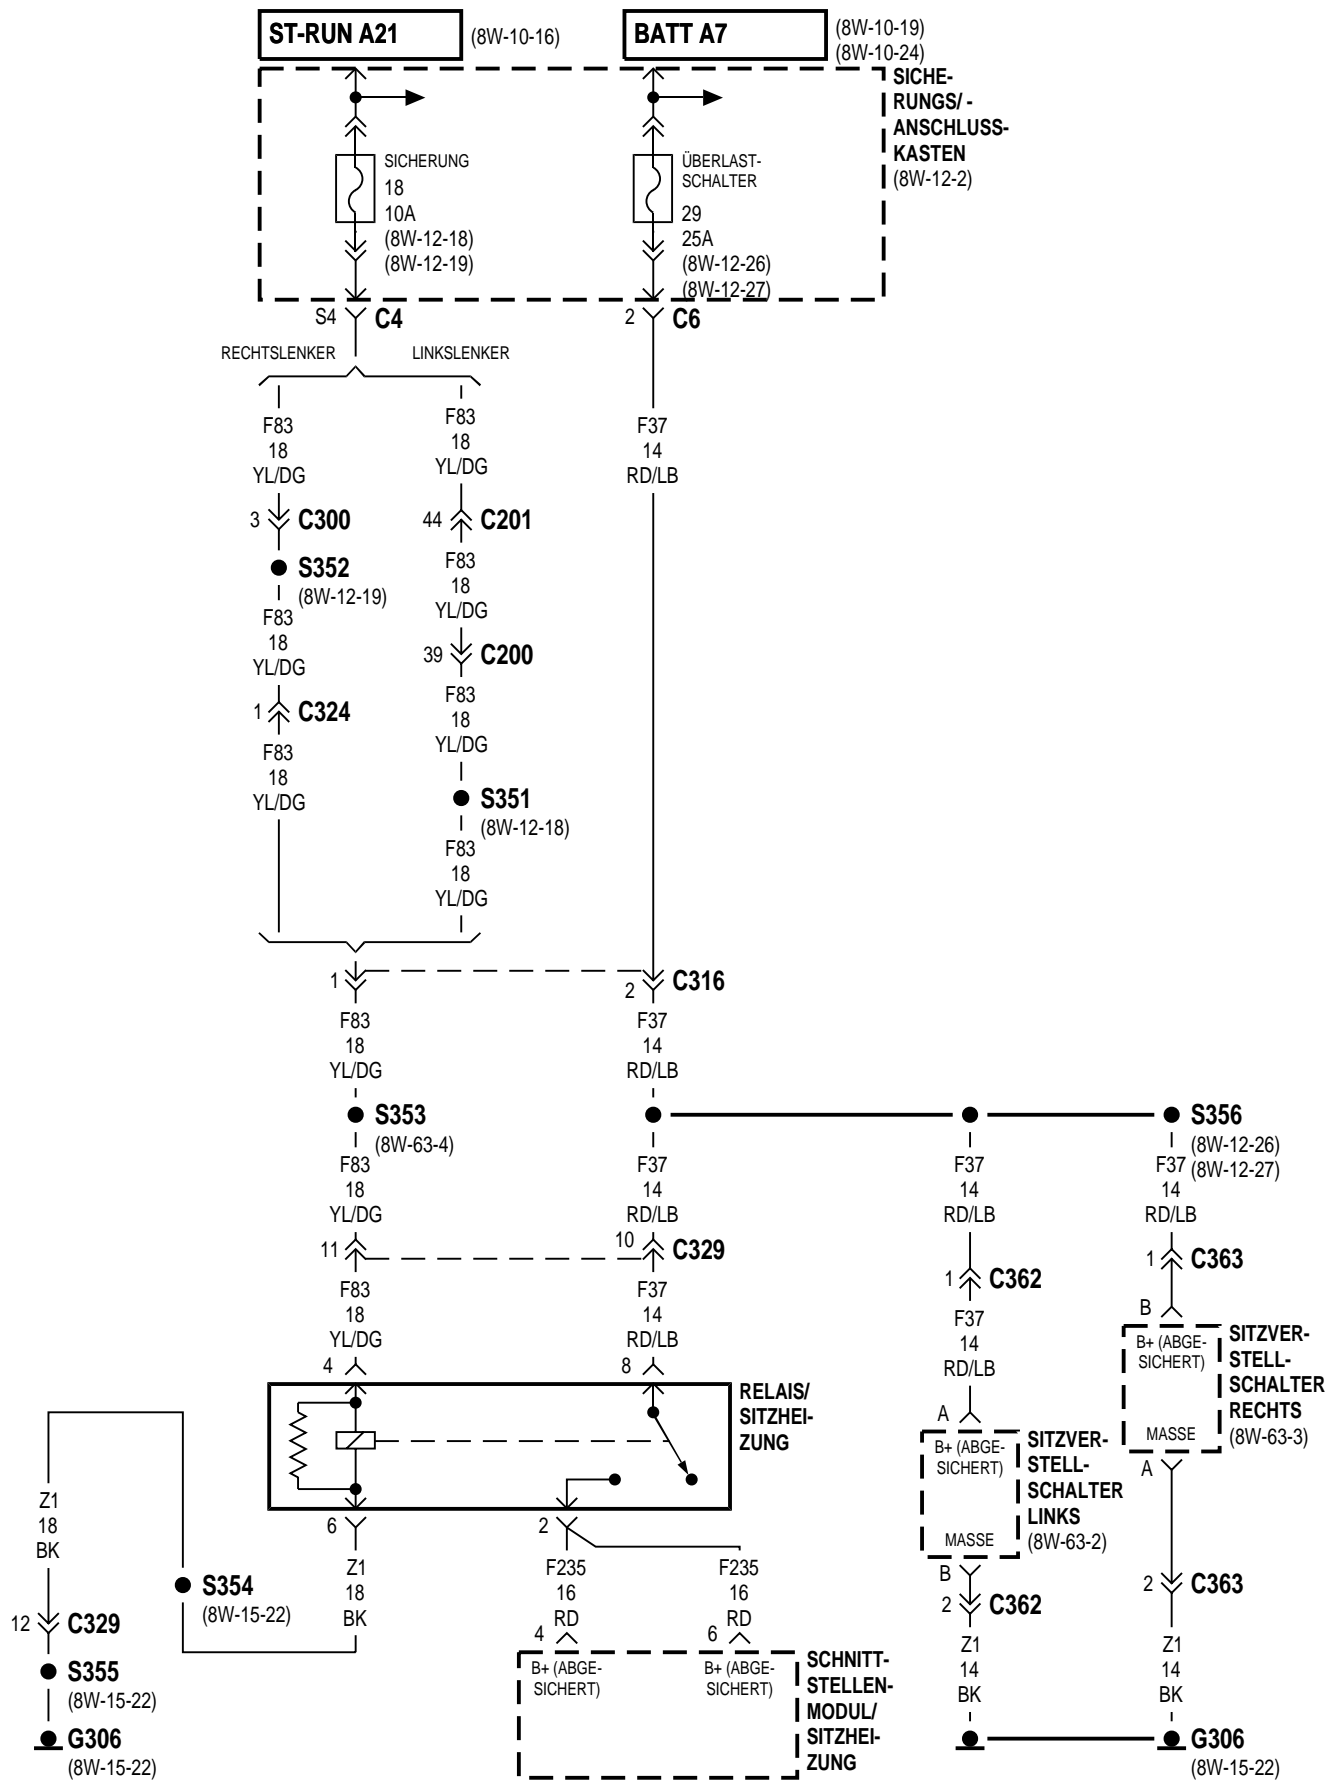 ST-RUN A21
(8W-10-16)
BATT A7
(8W-10-19)
(8W-10-24)
SICHE-
RUNGS/ -
ANSCHLUSS-
KASTEN
(8W-12-2)
SICHERUNG
18
10A
(8W-12-18)
(8W-12-19)
ÜBERLAST-
SCHALTER
29
25A
(8W-12-26)
(8W-12-27)
S4
C4
2
C6
RECHTSLENKER
LINKSLENKER
F83
18
YL/DG
3
C300
S352
(8W-12-19)
F83
18
YL/DG
1
C324
F83
18
YL/DG
F83
18
YL/DG
44
C201
F83
18
YL/DG
39
C200
F83
18
YL/DG
S351
(8W-12-18)
F83
18
YL/DG
F37
14
RD/LB
1
2
C316
F83
18
YL/DG
F37
14
RD/LB
S353
(8W-63-4)
S356
(8W-12-26)
(8W-12-27)
F83
18
YL/DG
F37
14
RD/LB
F37
14
RD/LB
F37
14
RD/LB
11
10
C329
1
C362
1
C363
F83
18
YL/DG
F37
14
RD/LB
F37
14
RD/LB
4
8
A
B
RELAIS/
SITZHEI-
ZUNG
B+ (ABGE-
SICHERT)
MASSE
SITZVER-
STELL-
SCHALTER
RECHTS
(8W-63-3)
B+ (ABGE-
SICHERT)
MASSE
SITZVER-
STELL-
SCHALTER
LINKS
(8W-63-2)
A
B
6
2
Z1
18
BK
Z1
18
BK
S354
(8W-15-22)
12
C329
S355
(8W-15-22)
G306
(8W-15-22)
F235
16
RD
F235
16
RD
4
6
B+ (ABGE-
SICHERT)
B+ (ABGE-
SICHERT)
SCHNITT-
STELLEN-
MODUL/
SITZHEI-
ZUNG
2
C362
2
C363
Z1
14
BK
Z1
14
BK
G306
(8W-15-22)